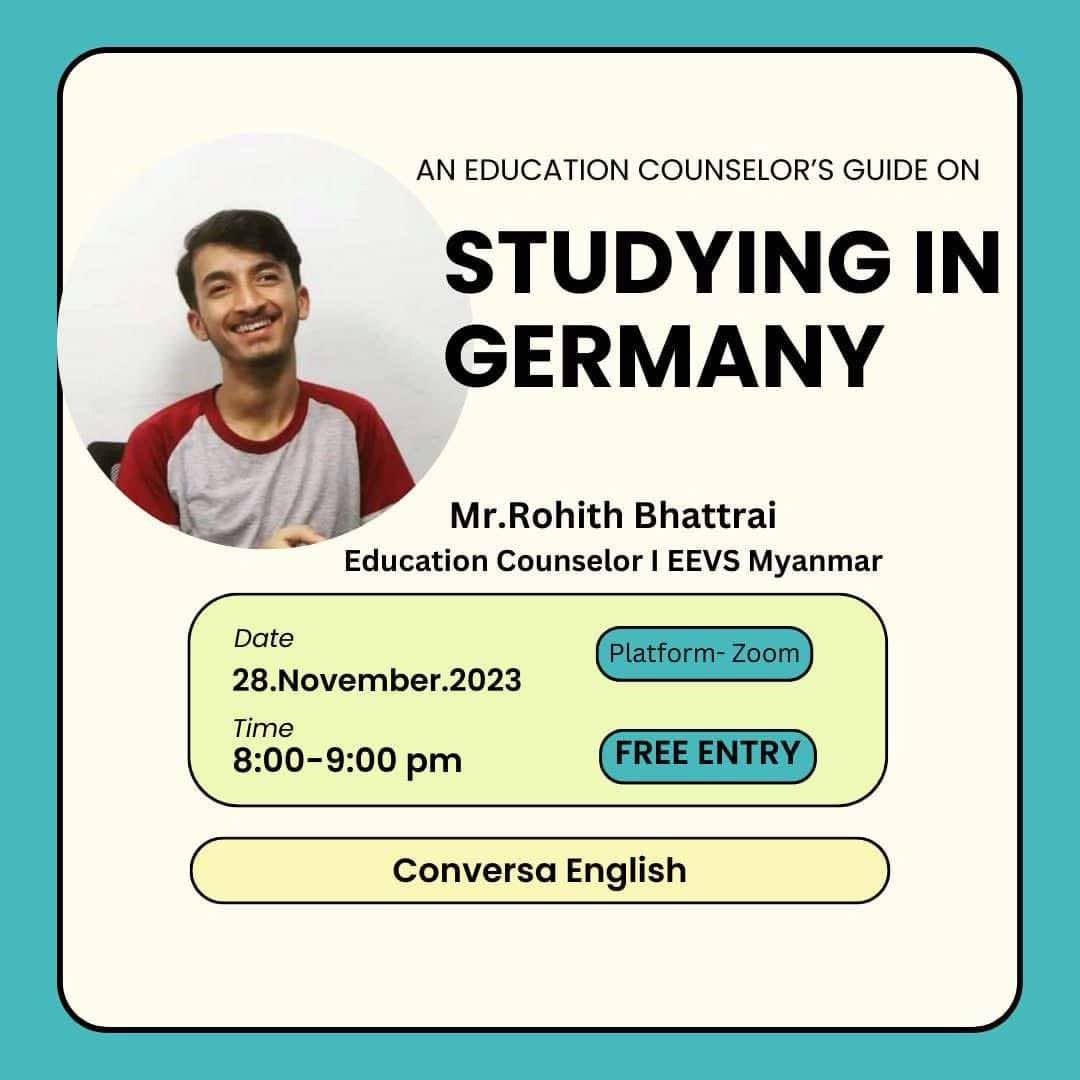 AN EDUCATION COUNSELOR’S GUIDE ON
STUDYING IN
GERMANY
Mr.Rohith Bhattrai
Education Counselor I EEVS Myanmar
Date
28.November.2023
Time
8:00-9:00 pm
Platform- Zoom
FREE ENTRY
Conversa English